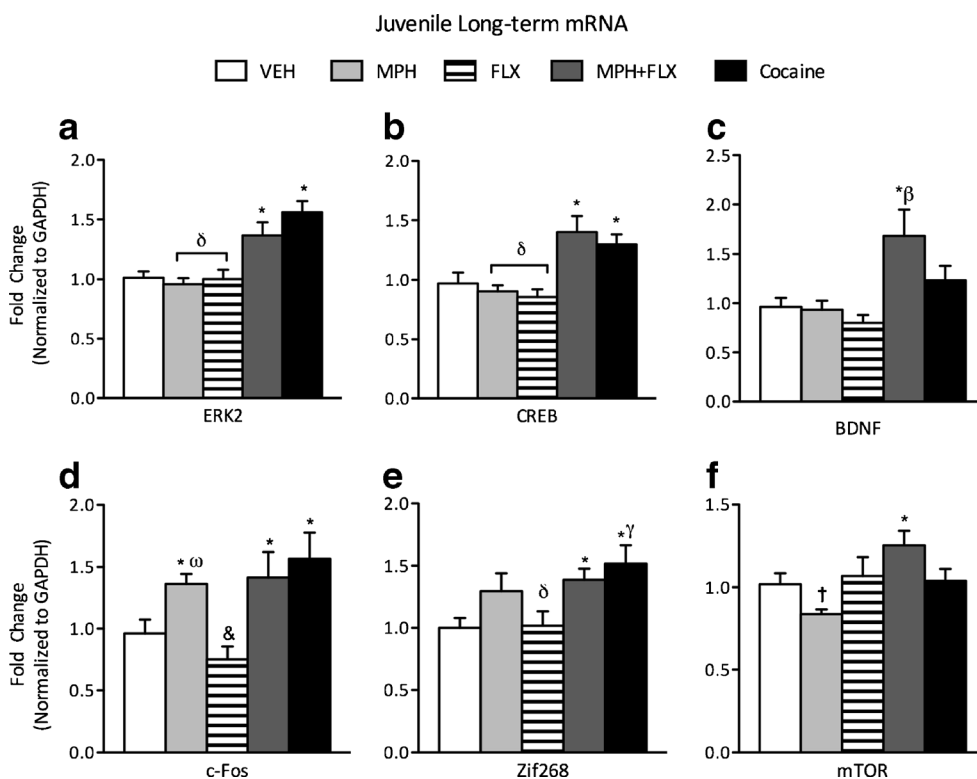 Juvenile Long-term mRNA
VEH MPH FLX MPH+FLX Cocaine
a
Fold Change
(Normalized to GAPDH)
2.0
1.5
1.0
0.5
0.0
δ
*
*
ERK2
b
2.0
1.5
1.0
0.5
0.0
δ
*
*
CREB
c
2.5
2.0
1.5
1.0
0.5
0.0
*β
BDNF
d
Fold Change
(Normalized to GAPDH)
2.0
1.5
1.0
0.5
0.0
* ω
&
*
*
c-Fos
e
2.0
1.5
1.0
0.5
0.0
δ
*
*γ
Zif268
f
1.5
1.0
0.5
0.0
†
*
mTOR